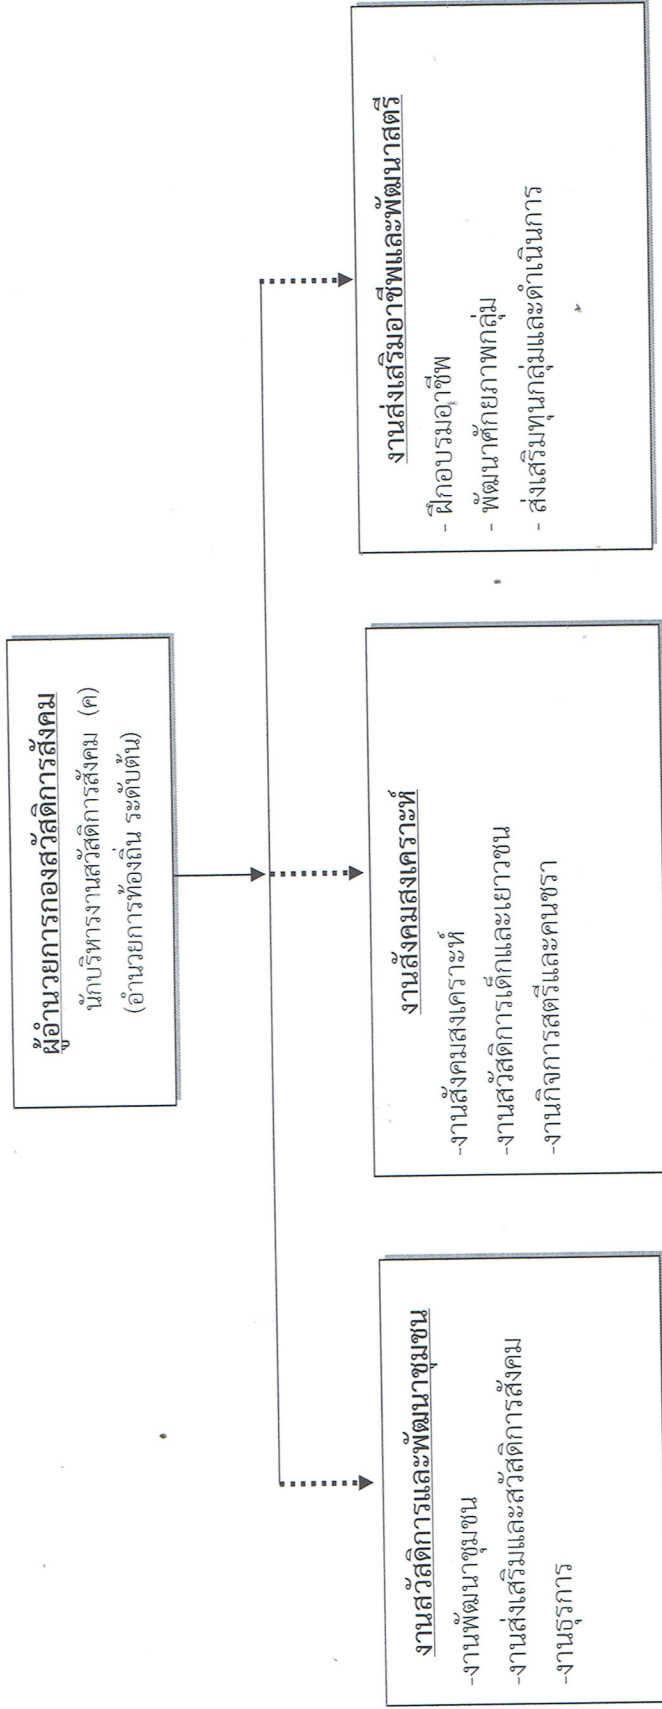 ผู้อำนวยการกองสวัสดิการสังคม
นักบริหารงานสวัสดิการสังคม (ค)
(อำนวยการท้องถิ่น ระดับต้น)
งานสวัสดิการและพัฒนาชุมชน
-งานพัฒนาชุมชน
-งานส่งเสริมและสวัสดิการสังคม
-งานธุรการ
งานสังคมสงเคราะห์
-งานสังคมสงเคราะห์
-งานสวัสดิการเด็กและเยาวชน
-งานกิจการสตรีและคนชรา
งานส่งเสริมอาชีพและพัฒนาสตรี
- ฝึกอบรมอาชีพ
- พัฒนาศักยภาพกลุ่ม
- ส่งเสริมทุนกลุ่มและดำเนินการ